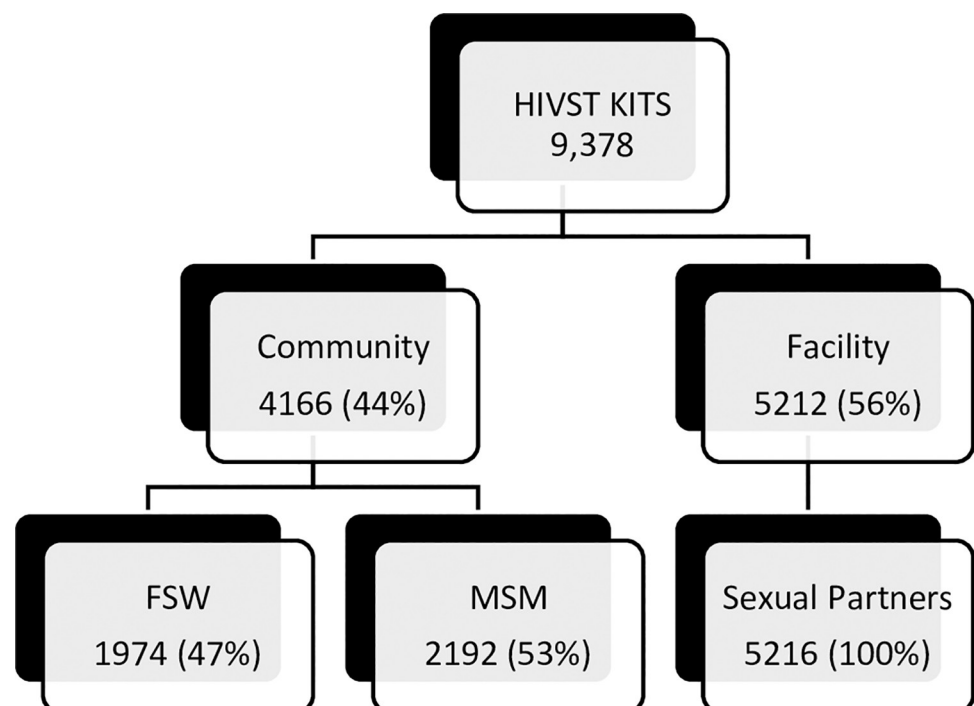 HIVST KITS
9,378
Community
4166 (44%)
Facility
5212 (56%)
FSW
1974 (47%)
MSM
2192 (53%)
Sexual Partners
5216 (100%)